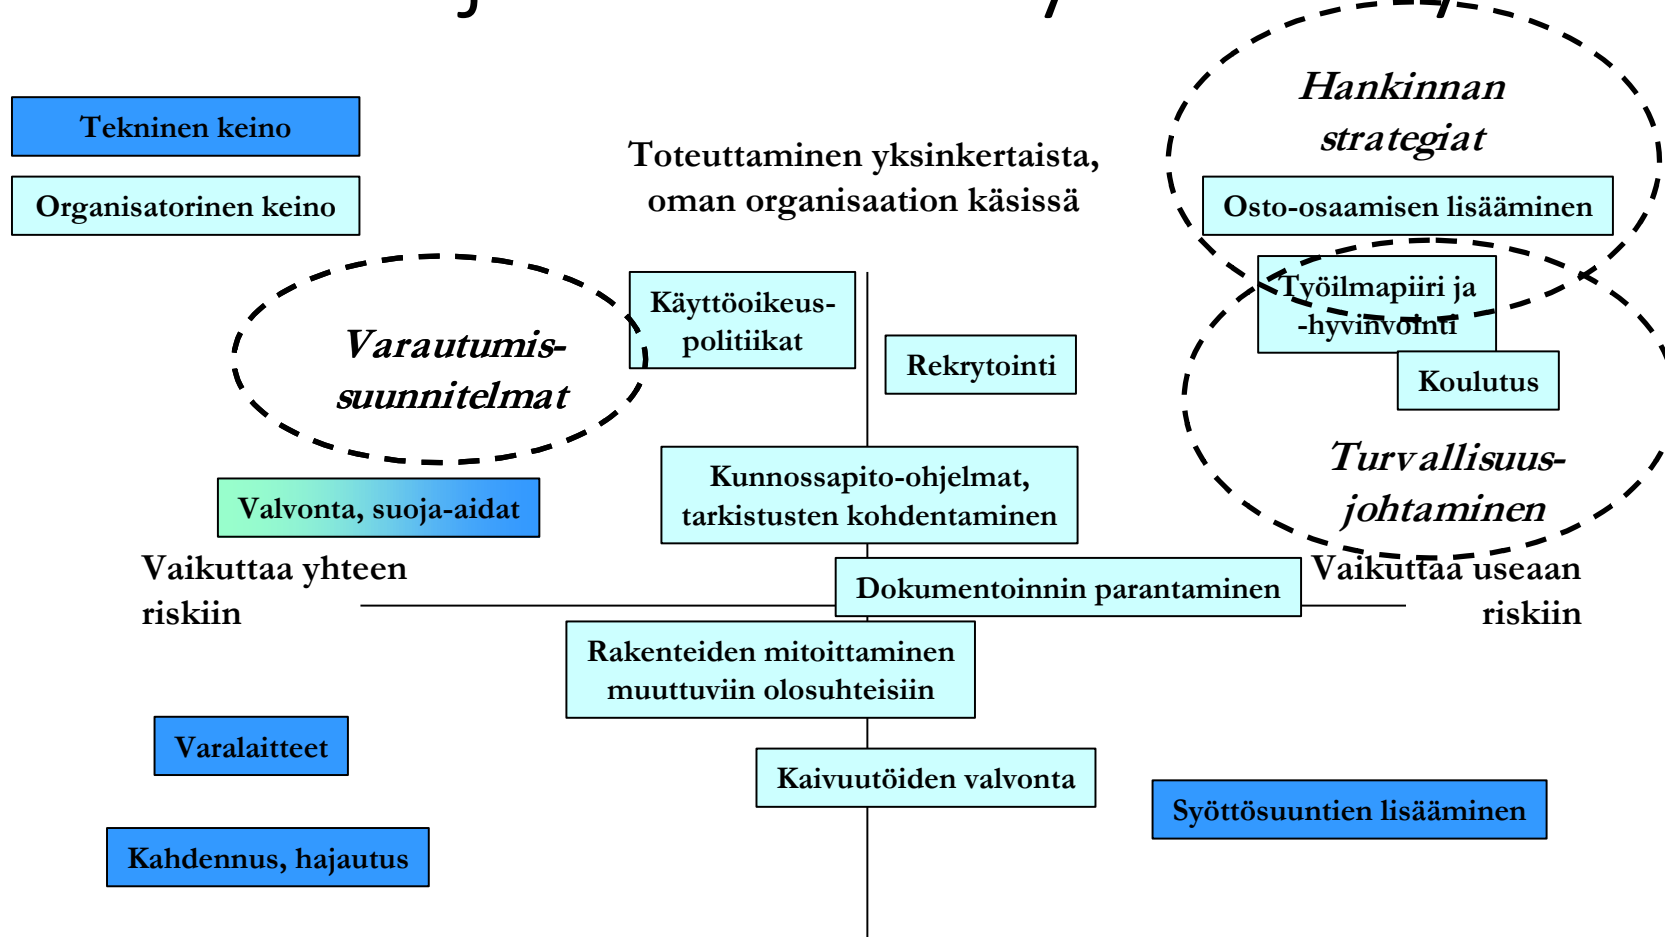 Tekninen keino
Organisatorinen keino
Toteuttaminen yksinkertaista,
oman organisaation käsissä
Hankinnan
strategiat
Osto-osaamisen lisääminen
Työilmapiiri ja
-hyvinvointi
Koulutus
Turvallisuus-
johtaminen
Käyttöoikeus-
politiikat
Rekrytointi
Varautumis-
suunnitelmat
Kunnossapito-ohjelmat,
tarkistusten kohdentaminen
Valvonta, suoja-aidat
Vaikuttaa yhteen
riskiin
Dokumentoinnin parantaminen
Vaikuttaa useaan
riskiin
Rakenteiden mitoittaminen
muuttuviin olosuhteisiin
Varalaitteet
Kaivuutöiden valvonta
Syöttösuuntien lisääminen
Kahdennus, hajautus